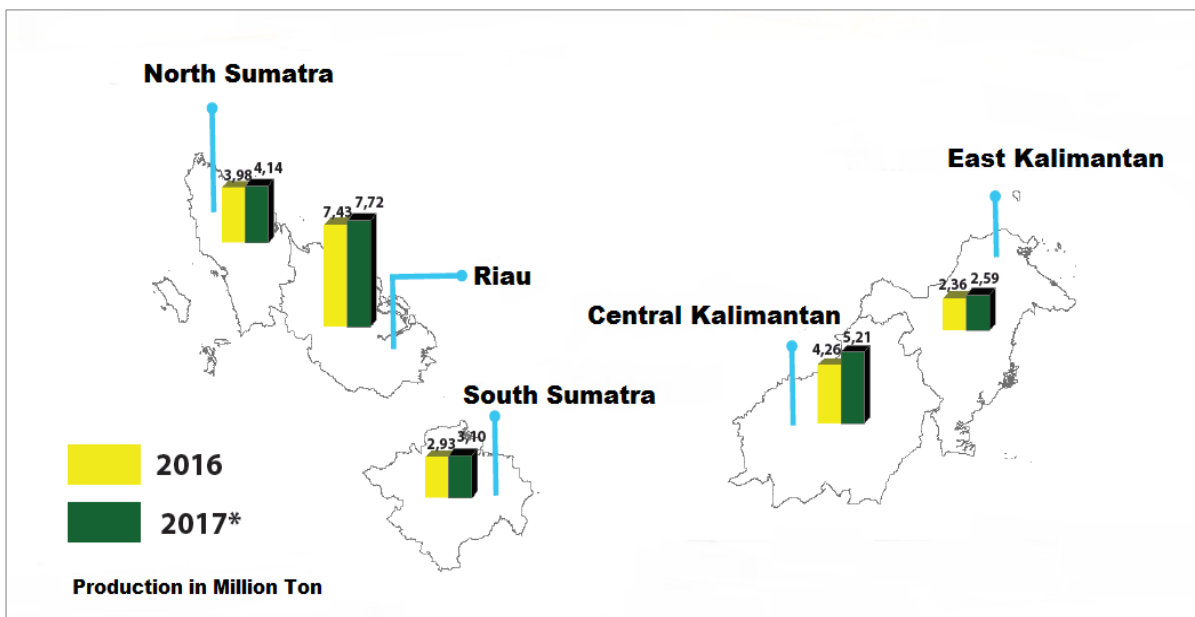 North Sumatra
3,98 4,14
7,43 7,72
Riau
South Sumatra
2,93 3,40
East Kalimantan
2,36 2,59
Central Kalimantan
4,26 5,21
2016
2017*
Production in Million Ton